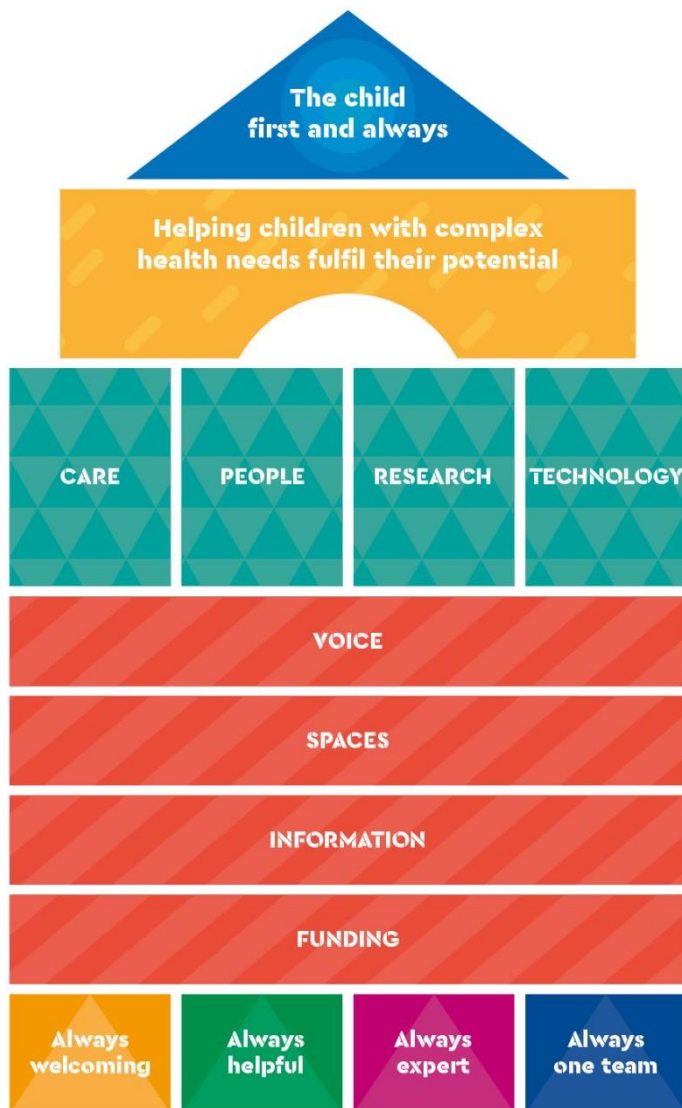 The child
first and always
Helping children with complex
health needs fulfil their potential
CARE
PEOPLE
RESEARCH
TECHNOLOGY
VOICE
SPACES
INFORMATION
FUNDING
Always
welcoming
Always
helpful
Always
expert
Always
one team